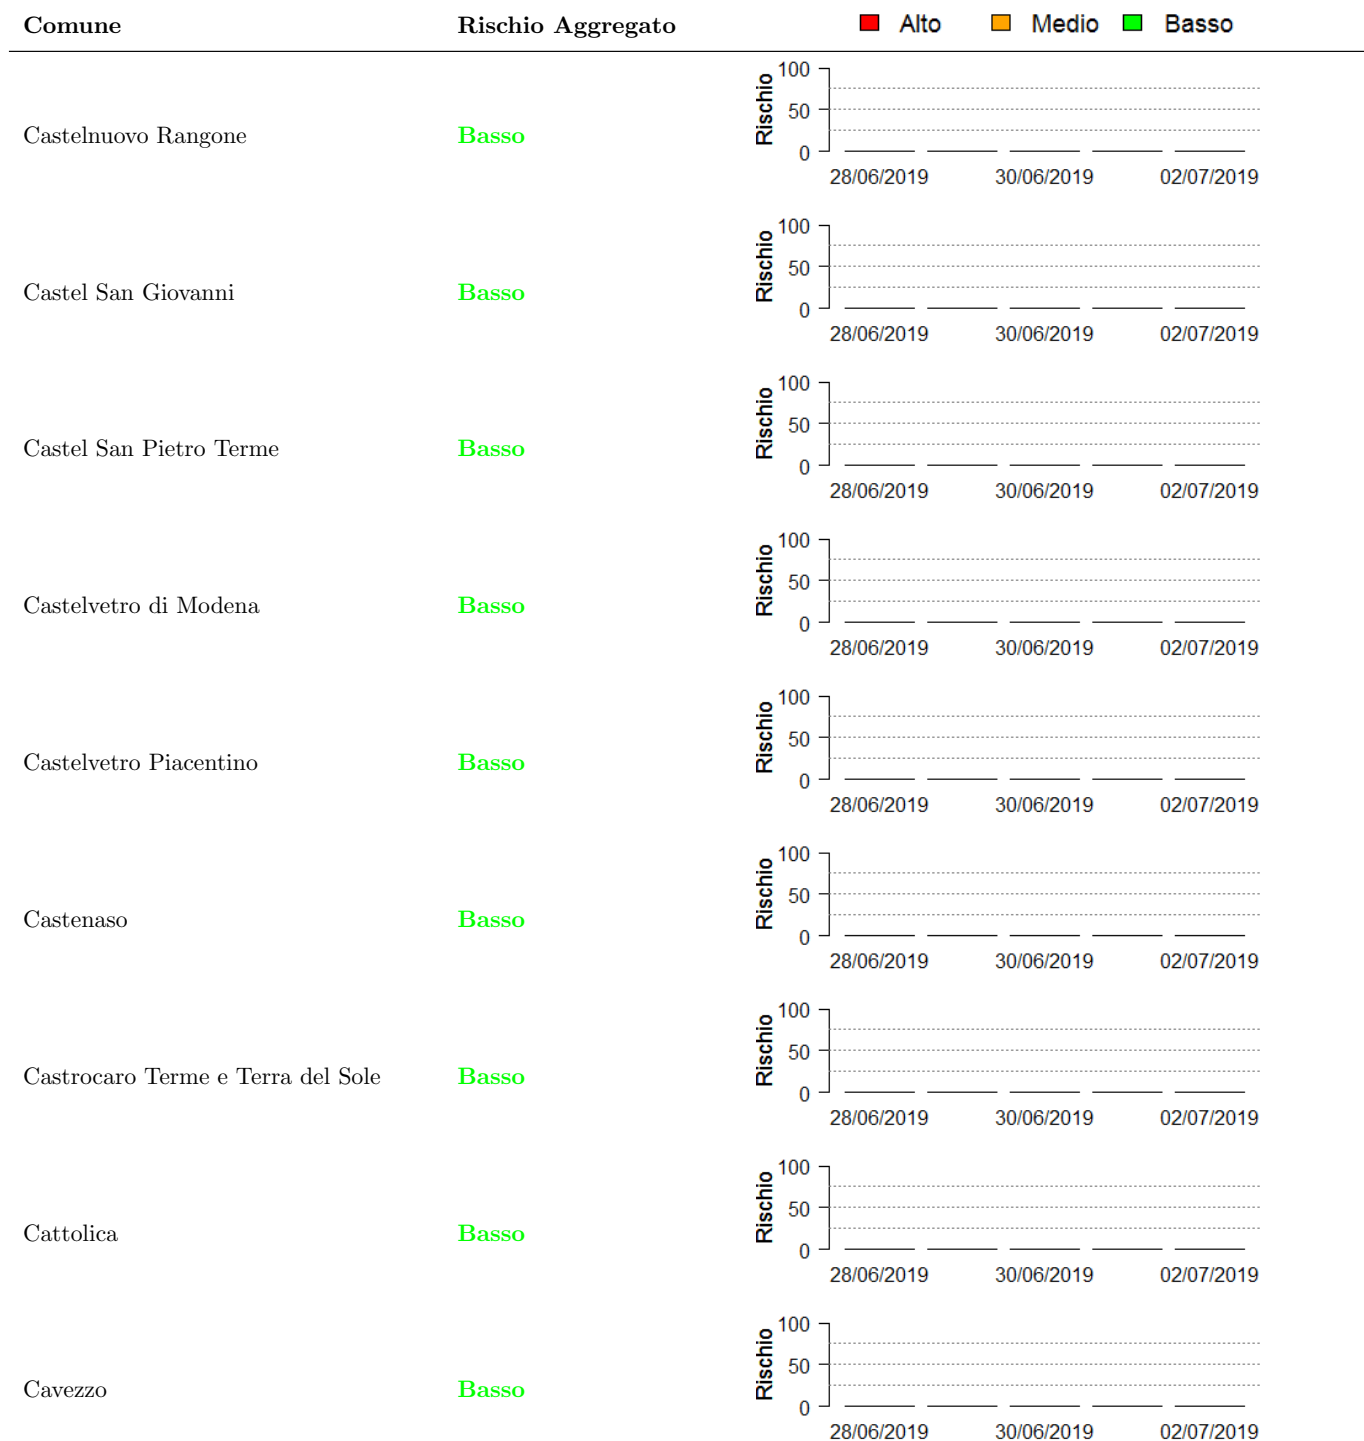 Comune Rischio Aggregato Alto Medio Basso
100
50
0
Rischio
Castelnuovo Rangone Basso
28/06/2019 30/06/2019 02/07/2019
100
50
0
Rischio
Castel San Giovanni Basso
28/06/2019 30/06/2019 02/07/2019
100
50
0
Rischio
Castel San Pietro Terme Basso
28/06/2019 30/06/2019 02/07/2019
100
50
0
Rischio
Castelvetro di Modena Basso
28/06/2019 30/06/2019 02/07/2019
100
50
0
Rischio
Castelvetro Piacentino Basso
28/06/2019 30/06/2019 02/07/2019
100
50
0
Rischio
Castenaso Basso
28/06/2019 30/06/2019 02/07/2019
100
50
0
Rischio
Castrocaro Terme e Terra del Sole Basso
28/06/2019 30/06/2019 02/07/2019
100
50
0
Rischio
Cattolica Basso
28/06/2019 30/06/2019 02/07/2019
100
50
0
Rischio
Cavezzo Basso
28/06/2019 30/06/2019 02/07/2019